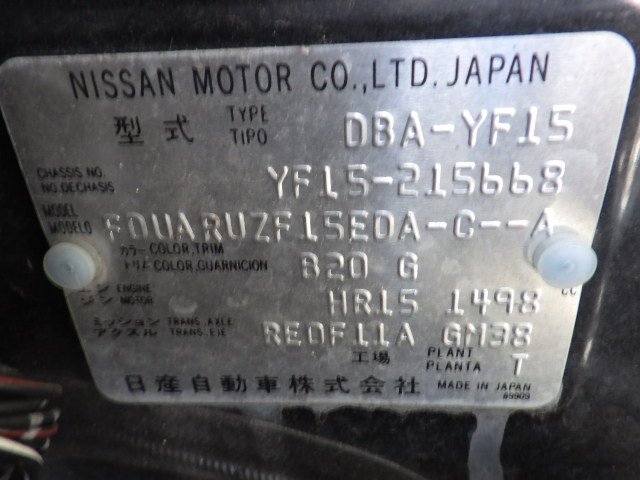 NISSAN MOTOR CO.,LTD. JAPAN
型式 TYPE TIPO DBA-YF15
CHASSIS NO. NO.DECHASIS YF15-215668
MODEL MODELO FDUARUZF15EDA-C--A
カラー COLOR,TRIM
トリム COLOR,GUARNICION B20 G
エンジン ENGINE MOTOR HR15 1498 CC
ミッション TRANS.AXLE
アクスル TRANS.EJE RE0F11A GM38
工場 PLANT PLANTA T
日産自動車株式会社 MADE IN JAPAN